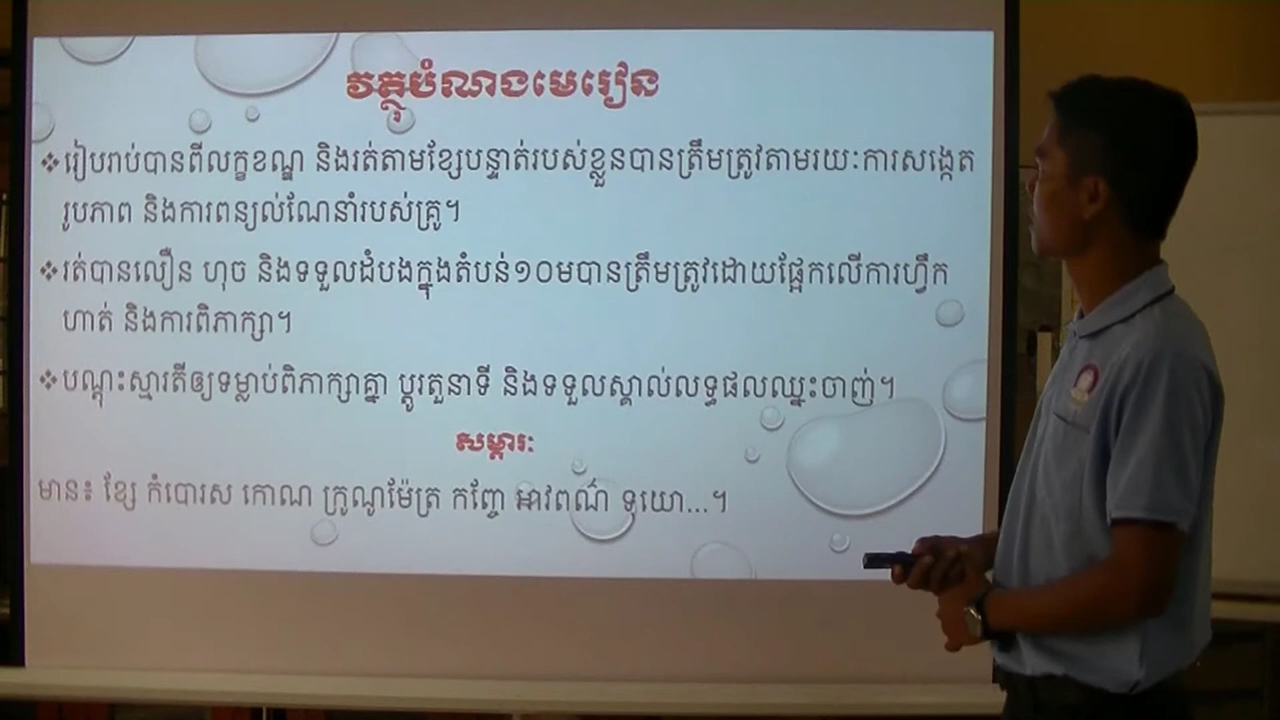 វត្ថុបំណងមេរៀន
❖រៀបរាប់បានពីលក្ខខណ្ឌ និងរត់តាមខ្សែបន្ទាត់របស់ខ្លួនបានត្រឹមត្រូវតាមរយៈការសង្កេត
រូបភាព និងការពន្យល់ណែនាំរបស់គ្រូ។
❖រត់បានលឿន ហុច និងទទួលដំបងក្នុងតំបន់១០មបានត្រឹមត្រូវដោយផ្អែកលើការហ្វឹក
ហាត់ និងការពិភាក្សា។
❖បណ្តុះស្មារតីឲ្យទម្លាប់ពិភាក្សាគ្នា ប្តូរតួនាទី និងទទួលស្គាល់លទ្ធផលឈ្នះចាញ់។
សម្ភារៈ
មាន៖ ខ្សែ កំបោរស កោណ ក្រូណូម៉ែត្រ កញ្ចែ អាវពណ៌ ទុយោ...។